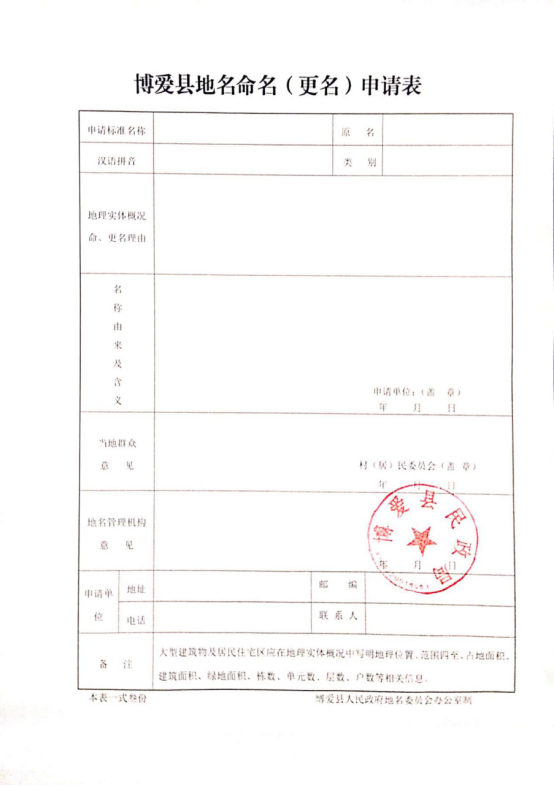 博爱县地名命名（更名）申请表
申请标准名称 原 名
汉语拼音 类 别
地理实体概况
命、更名理由
名
称
由
来
及
含
义
申请单位：（盖 章）
年 月 日
当地群众
意 见
村（居）民委员会（盖 章）
年 月 日
地名管理机构
意 见
博爱县民政局
年 月 日
申请单
位
地址 邮 编
电话 联 系 人
备 注
大型建筑物及居民住宅区应在地理实体概况中写明地理位置、范围四至、占地面积、
建筑面积、绿地面积、栋数、单元数、层数、户数等相关信息。
本表一式叁份 博爱县人民政府地名委员会办公室制